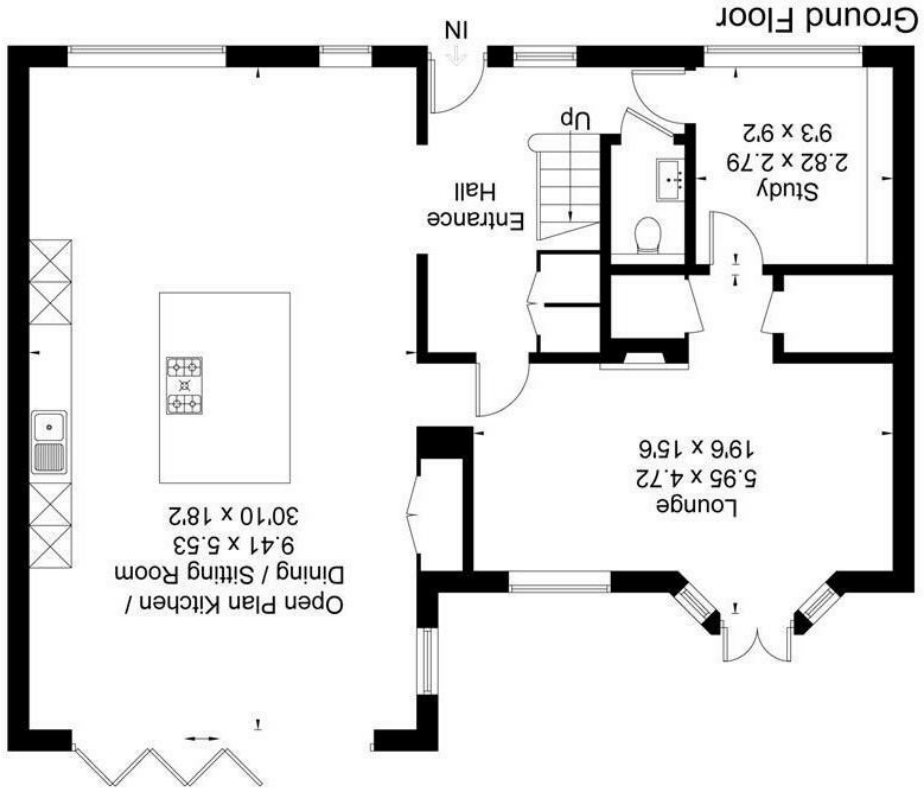 Open Plan Kitchen /
Dining / Sitting Room
9.41 x 5.53
30'10 x 18'2
Lounge
5.95 x 4.72
19'6 x 15'6
Entrance
Hall
Up
Study
2.82 x 2.79
9'3 x 9'2
IN
Ground Floor